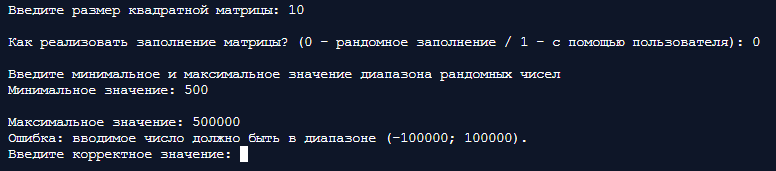 Введите размер квадратной матрицы: 10
Как реализовать заполнение матрицы? (0 - рандомное заполнение / 1 - с помощью пользователя): 0
Введите минимальное и максимальное значение диапазона рандомных чисел
Минимальное значение: 500
Максимальное значение: 500000
Ошибка: вводимое число должно быть в диапазоне (-100000; 100000).
Введите корректное значение: